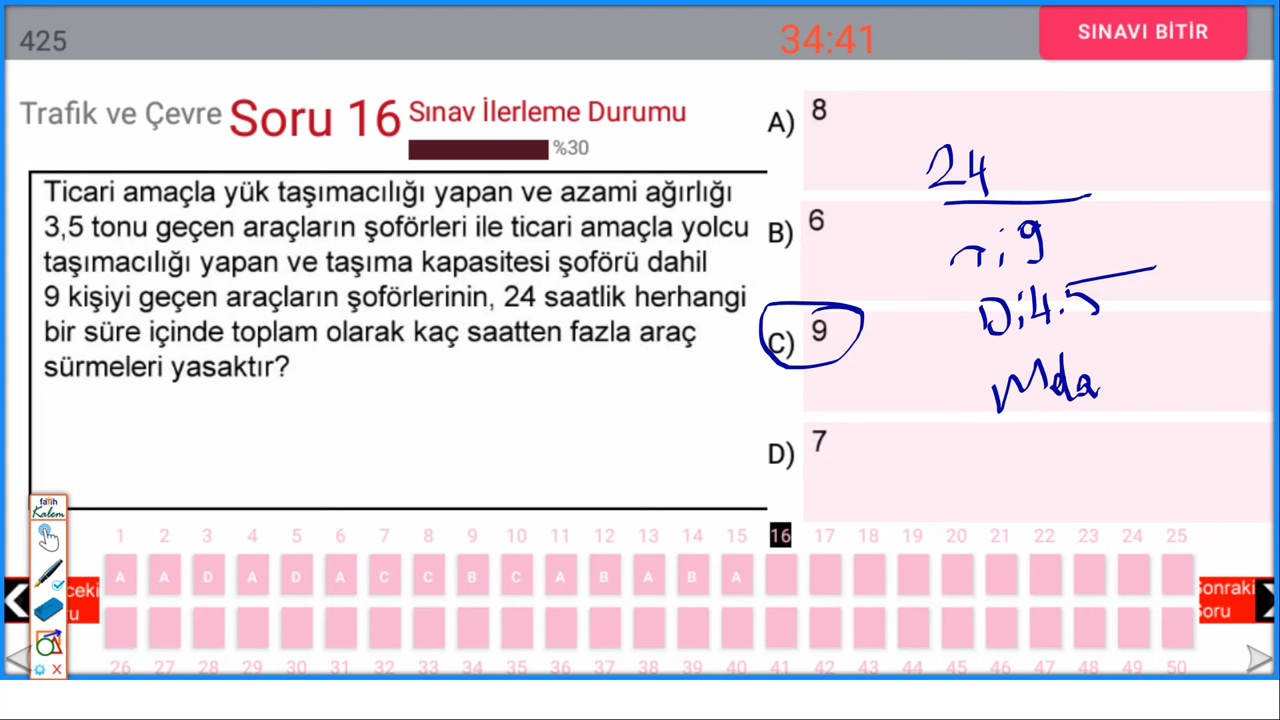 425
34:41
SINAVI BİTİR
Trafik ve Çevre
Soru 16
Sınav İlerleme Durumu
%30
Ticari amaçla yük taşımacılığı yapan ve azami ağırlığı
3,5 tonu geçen araçların şoförleri ile ticari amaçla yolcu
taşımacılığı yapan ve taşıma kapasitesi şoförü dahil
9 kişiyi geçen araçların şoförlerinin, 24 saatlik herhangi
bir süre içinde toplam olarak kaç saatten fazla araç
sürmeleri yasaktır?
A) 8
B) 6
C) 9
D) 7
24
9
4.5
fatih
Kalem
1 2 3 4 5 6 7 8 9 10 11 12 13 14 15 16 17 18 19 20 21 22 23 24 25
A A D A D A C C B C A B A B A
26 27 28 29 30 31 32 33 34 35 36 37 38 39 40 41 42 43 44 45 46 47 48 49 50
Sonraki
Soru